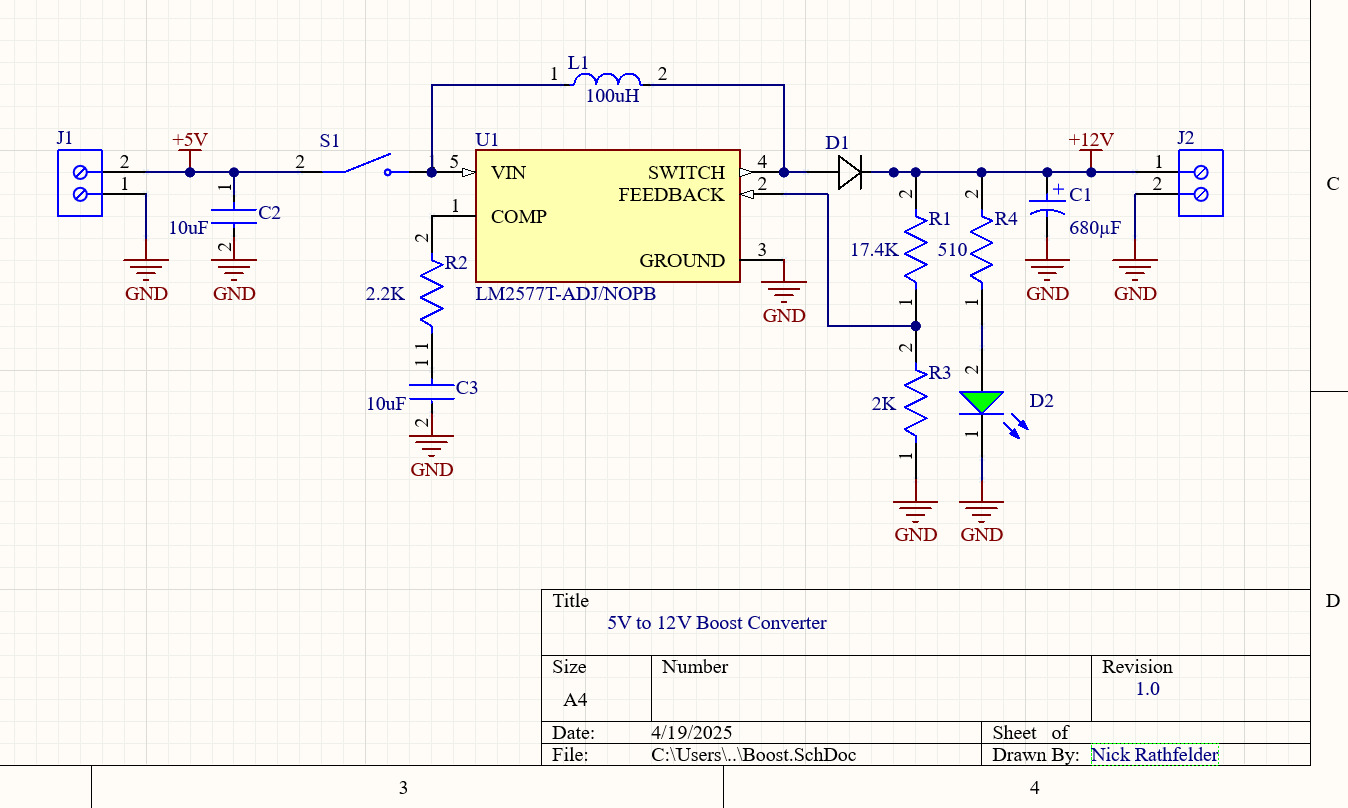 L1
1 2
100uH
J1 +5V S1 U1 D1 +12V J2
2 2 5 VIN SWITCH 4 1
1 FEEDBACK 2 2
C
1 2 2 + C1
1 COMP
10uF C2 R1 R4 680µF
2 2
R2 17.4K 510
GROUND 3
GND GND 2.2K LM2577T-ADJ/NOPB GND GND
1 1
GND
1
1 2
R3 2
10uF C3 2K D2
2 1
1
GND
GND GND
Title
5V to 12V Boost Converter
D
Size Number Revision
A4 1.0
Date: 4/19/2025 Sheet of
File: C:\Users\..\Boost.SchDoc Drawn By: Nick Rathfelder
3 4